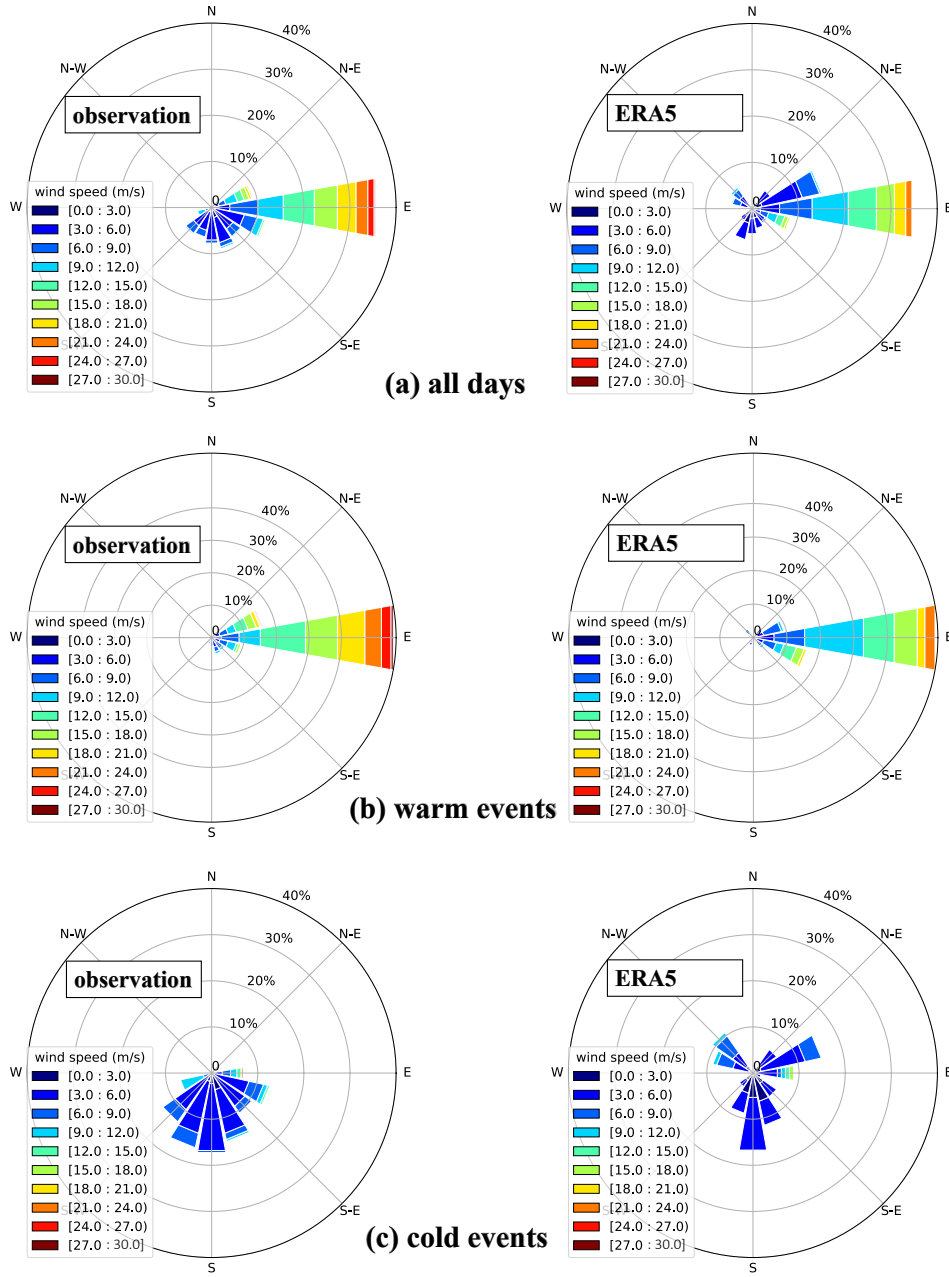 N
40%
N-W
N-E
30%
observation
20%
10%
0
wind speed (m/s)
W
E
[0.0 : 3.0)
[3.0 : 6.0)
[6.0 : 9.0)
[9.0 : 12.0)
[12.0 : 15.0)
[15.0 : 18.0)
[18.0 : 21.0)
[21.0 : 24.0)
[24.0 : 27.0)
[27.0 : 30.0]
S-E
S
N
40%
N-W
N-E
30%
ERA5
20%
10%
0
wind speed (m/s)
W
E
[0.0 : 3.0)
[3.0 : 6.0)
[6.0 : 9.0)
[9.0 : 12.0)
[12.0 : 15.0)
[15.0 : 18.0)
[18.0 : 21.0)
[21.0 : 24.0)
[24.0 : 27.0)
[27.0 : 30.0]
S-E
S
(a) all days
N
N-W
N-E
40%
observation
30%
20%
10%
0
wind speed (m/s)
W
E
[0.0 : 3.0)
[3.0 : 6.0)
[6.0 : 9.0)
[9.0 : 12.0)
[12.0 : 15.0)
[15.0 : 18.0)
[18.0 : 21.0)
[21.0 : 24.0)
[24.0 : 27.0)
[27.0 : 30.0]
S-E
S
N
N-W
N-E
40%
ERA5
30%
20%
10%
0
wind speed (m/s)
W
E
[0.0 : 3.0)
[3.0 : 6.0)
[6.0 : 9.0)
[9.0 : 12.0)
[12.0 : 15.0)
[15.0 : 18.0)
[18.0 : 21.0)
[21.0 : 24.0)
[24.0 : 27.0)
[27.0 : 30.0]
S-E
S
(b) warm events
N
40%
N-W
N-E
30%
observation
20%
10%
0
wind speed (m/s)
W
E
[0.0 : 3.0)
[3.0 : 6.0)
[6.0 : 9.0)
[9.0 : 12.0)
[12.0 : 15.0)
[15.0 : 18.0)
[18.0 : 21.0)
[21.0 : 24.0)
[24.0 : 27.0)
[27.0 : 30.0]
S-E
S
N
40%
N-W
N-E
30%
ERA5
20%
10%
0
wind speed (m/s)
W
E
[0.0 : 3.0)
[3.0 : 6.0)
[6.0 : 9.0)
[9.0 : 12.0)
[12.0 : 15.0)
[15.0 : 18.0)
[18.0 : 21.0)
[21.0 : 24.0)
[24.0 : 27.0)
[27.0 : 30.0]
S-E
S
(c) cold events